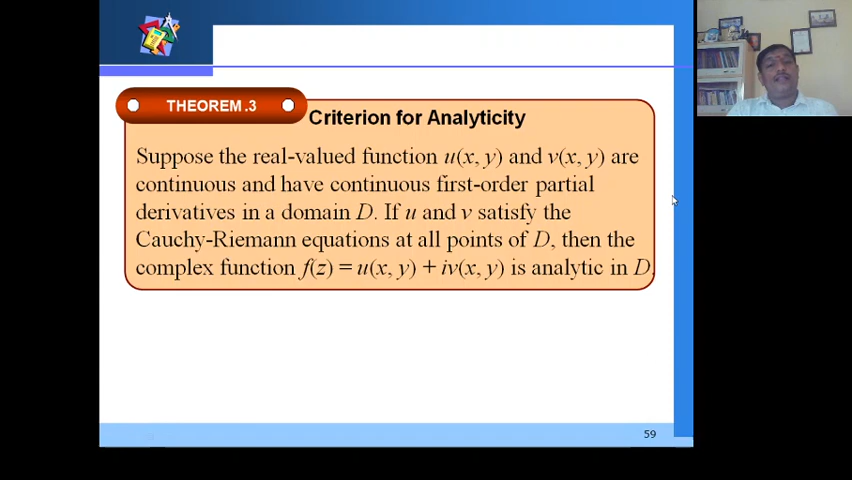 THEOREM.3
Criterion for Analyticity
Suppose the real-valued function u(x, y) and v(x, y) are
continuous and have continuous first-order partial
derivatives in a domain D. If u and v satisfy the
Cauchy-Riemann equations at all points of D, then the
complex function f(z) = u(x, y) + iv(x, y) is analytic in D.
59